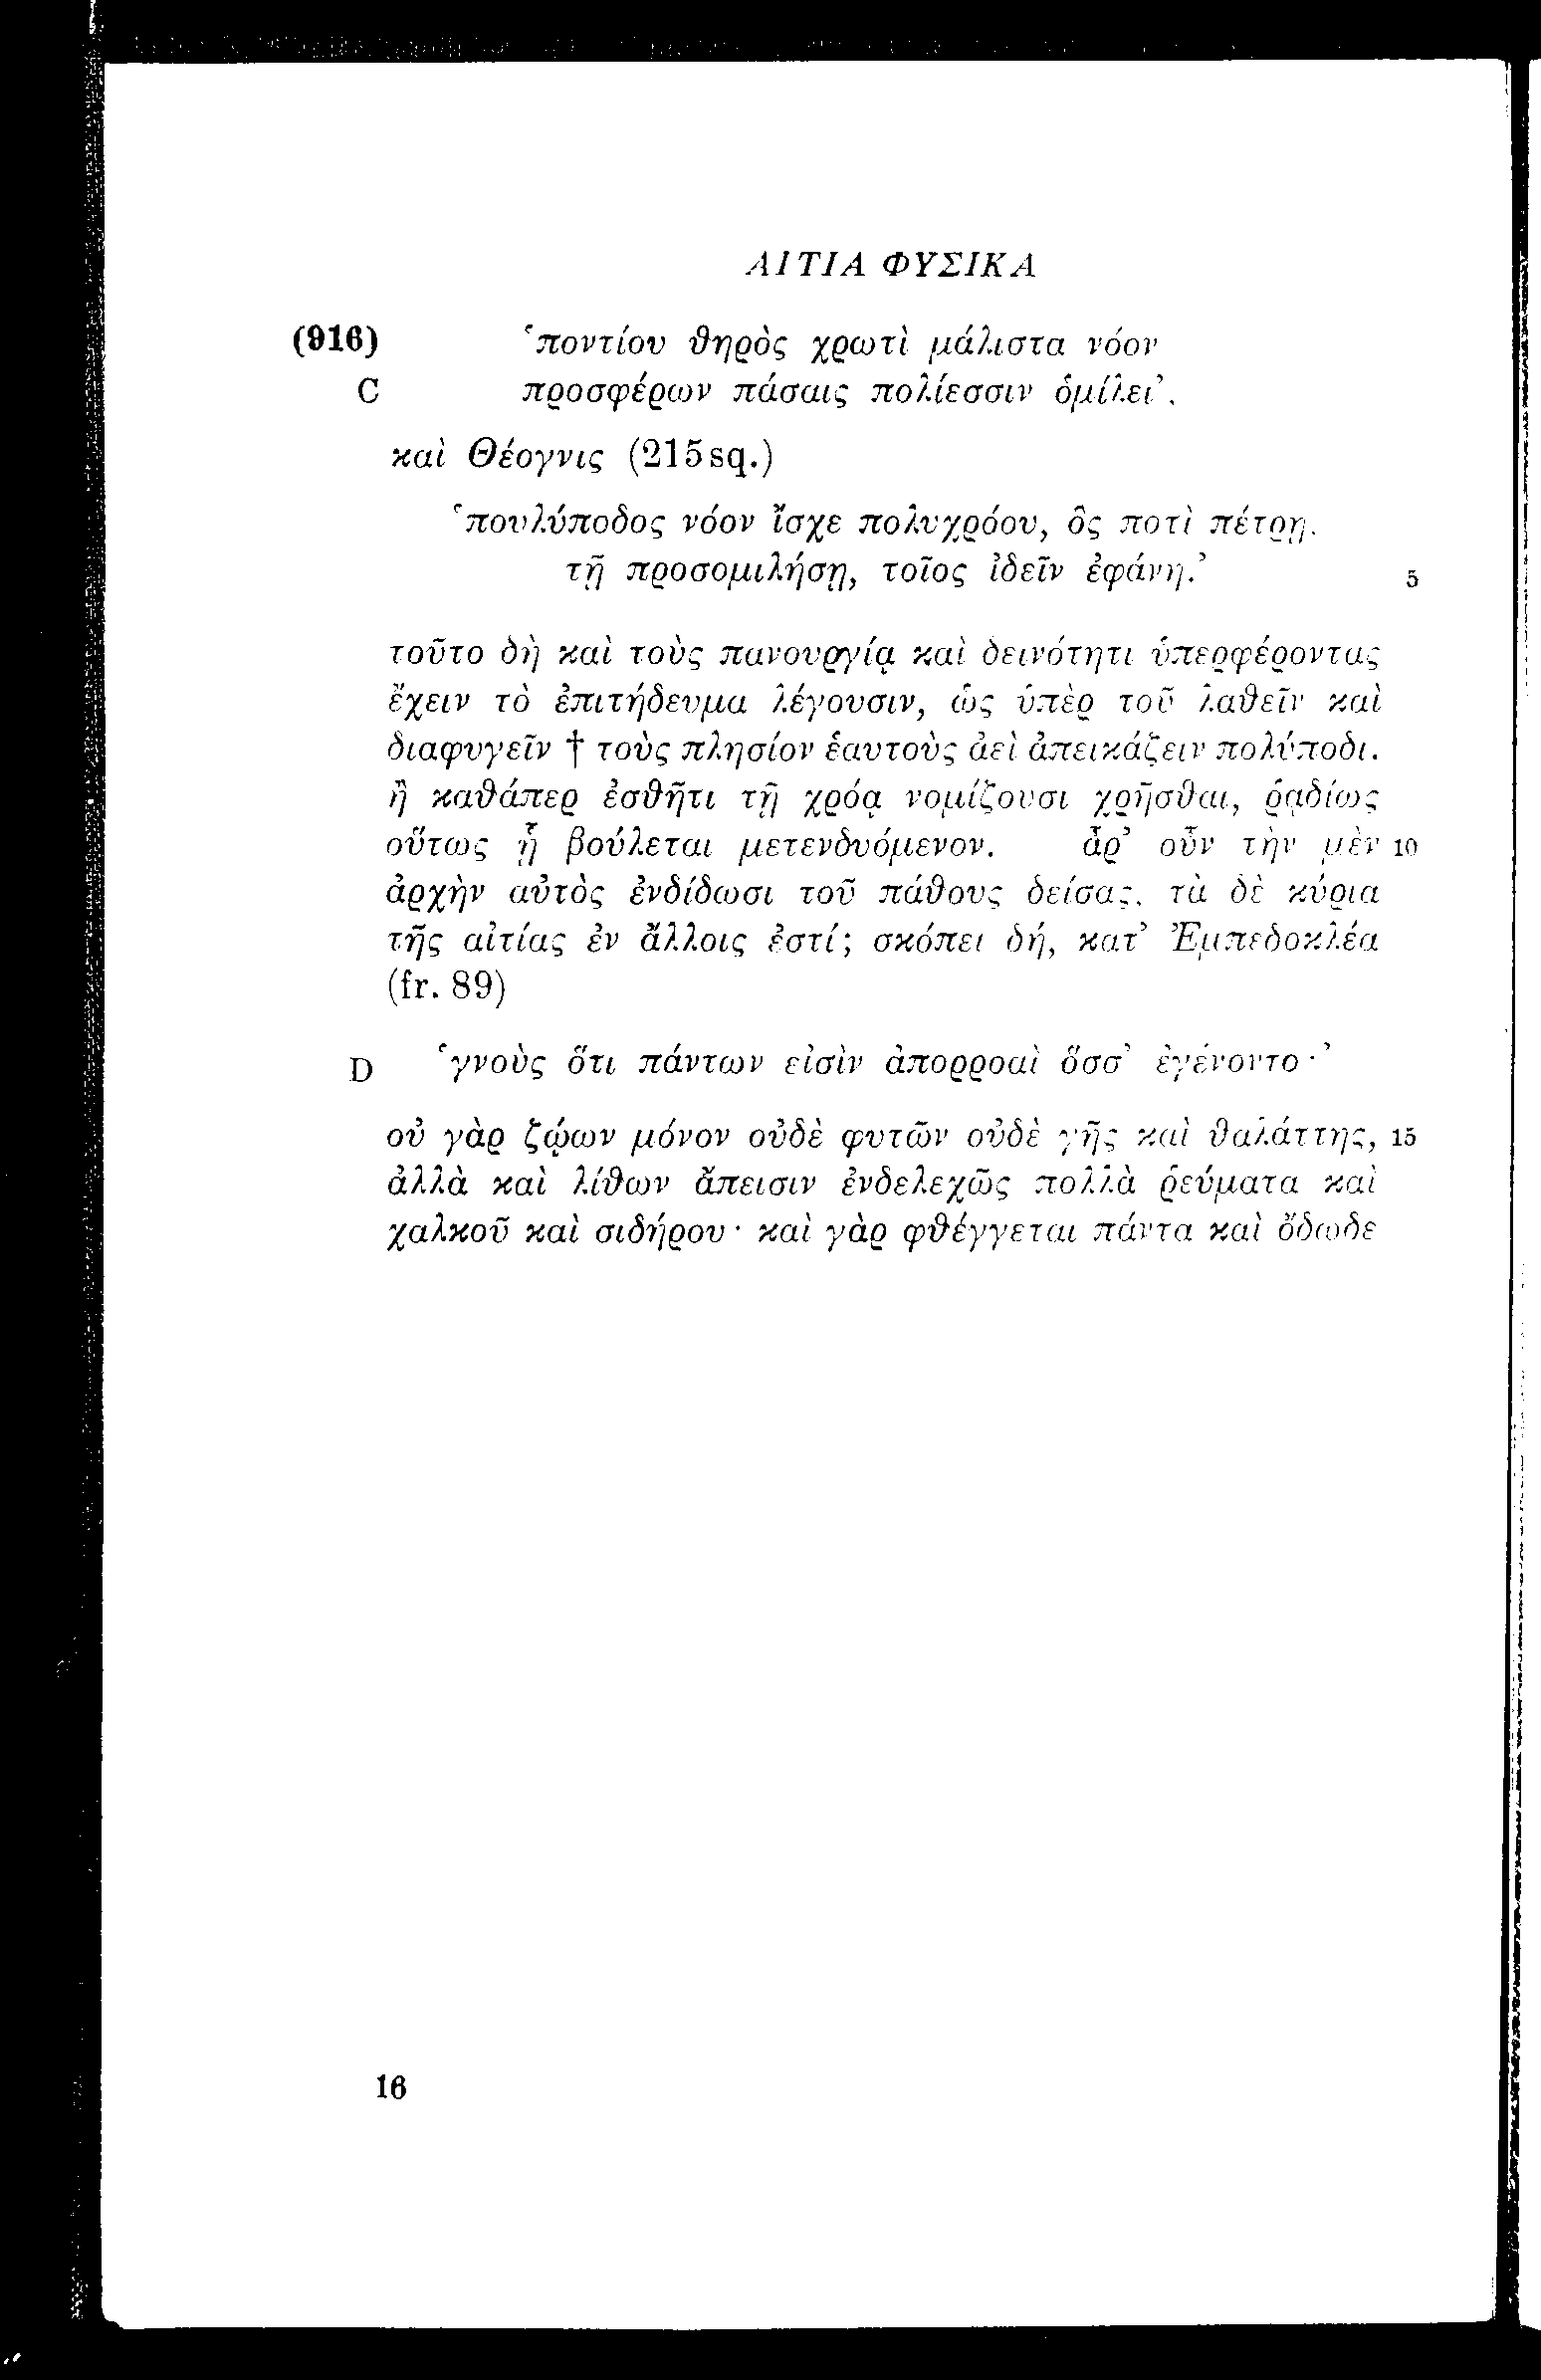 ΑΙΤΙΑ ΦΥΣΙΚΑ
(916) ‘ποντίου θηρὸς χρωτὶ μάλιστα νόον
C προσφέρων πάσαις πολίεσσιν ὁμίλει’,
καὶ Θέογνις (215sq.)
‘πουλύποδος νόον ἴσχε πολυχρόου, ὃς ποτὶ πέτρῃ,
τῇ προσομιλήσῃ, τοῖος ἰδεῖν ἐφάνη.’ 5
τοῦτο δὴ καὶ τοὺς πανουργίᾳ καὶ δεινότητι ὑπερφέροντας
ἔχειν τὸ ἐπιτήδευμα λέγουσιν, ὡς ὑπὲρ τοῦ λαθεῖν καὶ
διαφυγεῖν † τοὺς πλησίον ἑαυτοὺς ἀεὶ ἀπεικάζειν πολύποδι.
ἢ καθάπερ ἐσθῆτι τῇ χρόᾳ νομίζουσι χρῆσθαι, ῥᾳδίως
οὕτως ᾗ βούλεται μετενδυόμενον. ἆρ’ οὖν τὴν μὲν 10
ἀρχὴν αὐτὸς ἐνδίδωσι τοῦ πάθους δείσας, τὰ δὲ κύρια
τῆς αἰτίας ἐν ἄλλοις ἐστί; σκόπει δή, κατ’ Ἐμπεδοκλέα
(fr. 89)
D ‘γνοὺς ὅτι πάντων εἰσὶν ἀπορροαὶ ὅσσ’ ἐγένοντο·’
οὐ γὰρ ζῴων μόνον οὐδὲ φυτῶν οὐδὲ γῆς καὶ θαλάττης, 15
ἀλλὰ καὶ λίθων ἄπεισιν ἐνδελεχῶς πολλὰ ῥεύματα καὶ
χαλκοῦ καὶ σιδήρου· καὶ γὰρ φθέγγεται πάντα καὶ ὄδωδε
16